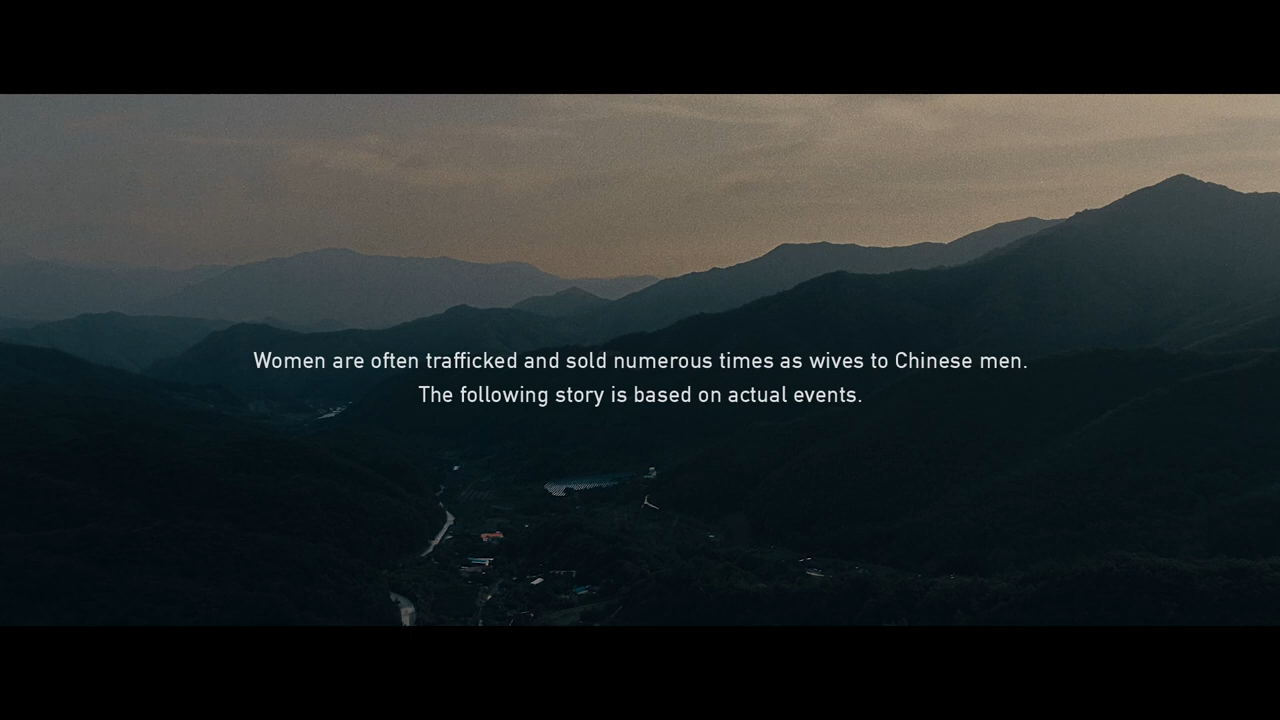 Women are often trafficked and sold numerous times as wives to Chinese men.
The following story is based on actual events.